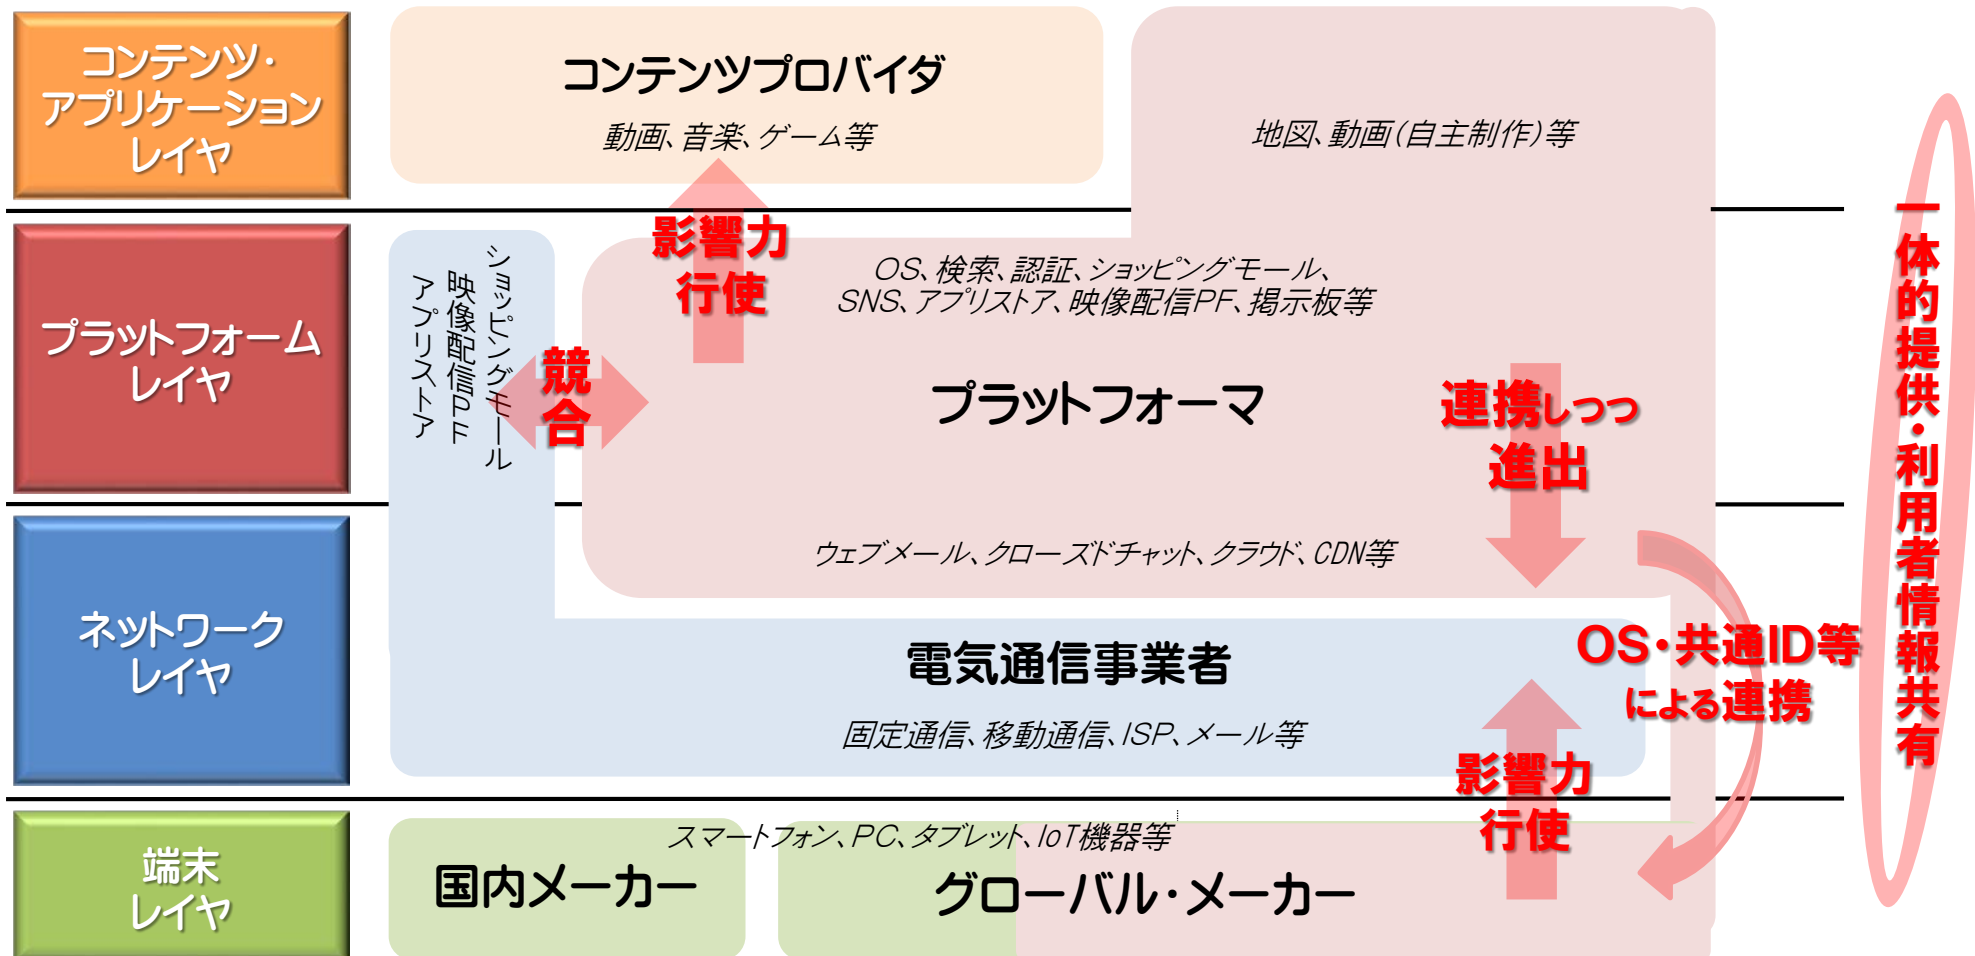 コンテンツ・
アプリケーション
レイヤ
コンテンツプロバイダ
動画、音楽、ゲーム等
地図、動画(自主制作)等
影響力
行使
プラットフォーム
レイヤ
ショッピングモール
映像配信PF
アプリストア
競合
OS、検索、認証、ショッピングモール、
SNS、アプリストア、映像配信PF、掲示板等
プラットフォーマ
連携しつつ
進出
ウェブメール、クローズドチャット、クラウド、CDN等
ネットワーク
レイヤ
電気通信事業者
固定通信、移動通信、ISP、メール等
OS・共通ID等
による連携
影響力
行使
端末
レイヤ
スマートフォン、PC、タブレット、IoT機器等
国内メーカー
グローバル・メーカー
一体的提供・利用者情報共有